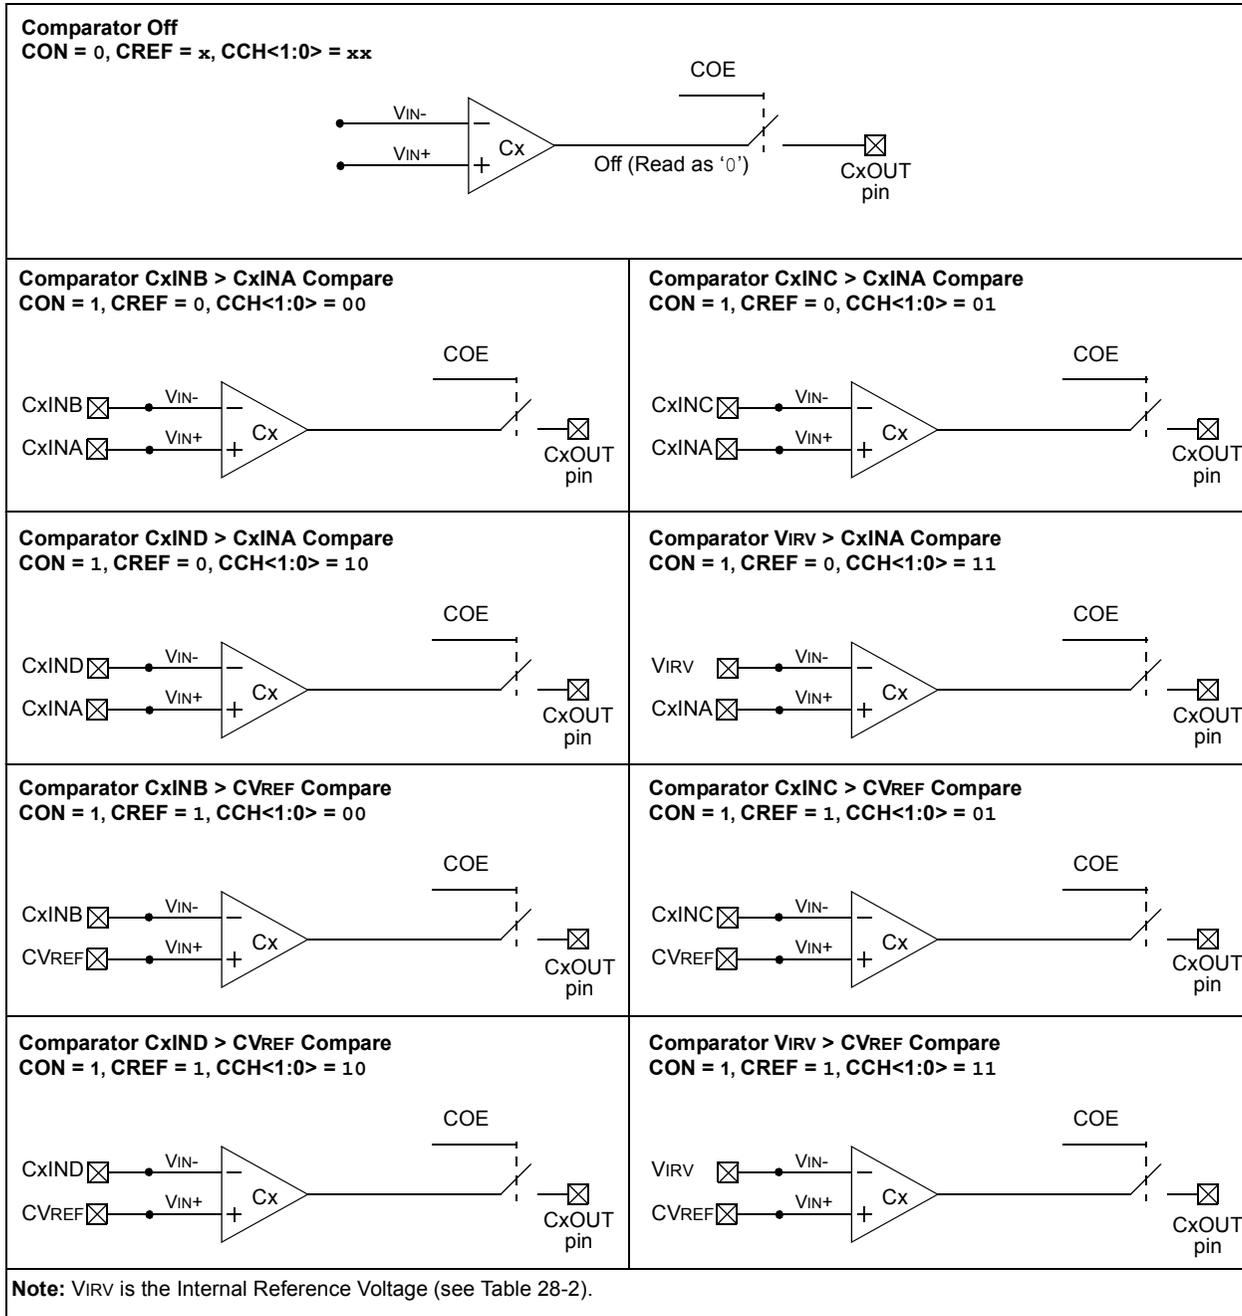 Comparator Off
CON = 0, CREF = x, CCH<1:0> = xx
COE
VIN-
VIN+
Cx
Off (Read as ‘0’)
CxOUT
pin
Comparator CxINB > CxINA Compare
CON = 1, CREF = 0, CCH<1:0> = 00
COE
CxINB
VIN-
CxINA
VIN+
Cx
CxOUT
pin
Comparator CxINC > CxINA Compare
CON = 1, CREF = 0, CCH<1:0> = 01
COE
CxINC
VIN-
CxINA
VIN+
Cx
CxOUT
pin
Comparator CxIND > CxINA Compare
CON = 1, CREF = 0, CCH<1:0> = 10
COE
CxIND
VIN-
CxINA
VIN+
Cx
CxOUT
pin
Comparator VIRV > CxINA Compare
CON = 1, CREF = 0, CCH<1:0> = 11
COE
VIRV
VIN-
CxINA
VIN+
Cx
CxOUT
pin
Comparator CxINB > CVREF Compare
CON = 1, CREF = 1, CCH<1:0> = 00
COE
CxINB
VIN-
CVREF
VIN+
Cx
CxOUT
pin
Comparator CxINC > CVREF Compare
CON = 1, CREF = 1, CCH<1:0> = 01
COE
CxINC
VIN-
CVREF
VIN+
Cx
CxOUT
pin
Comparator CxIND > CVREF Compare
CON = 1, CREF = 1, CCH<1:0> = 10
COE
CxIND
VIN-
CVREF
VIN+
Cx
CxOUT
pin
Comparator VIRV > CVREF Compare
CON = 1, CREF = 1, CCH<1:0> = 11
COE
VIRV
VIN-
CVREF
VIN+
Cx
CxOUT
pin
Note: VIRV is the Internal Reference Voltage (see Table 28-2).